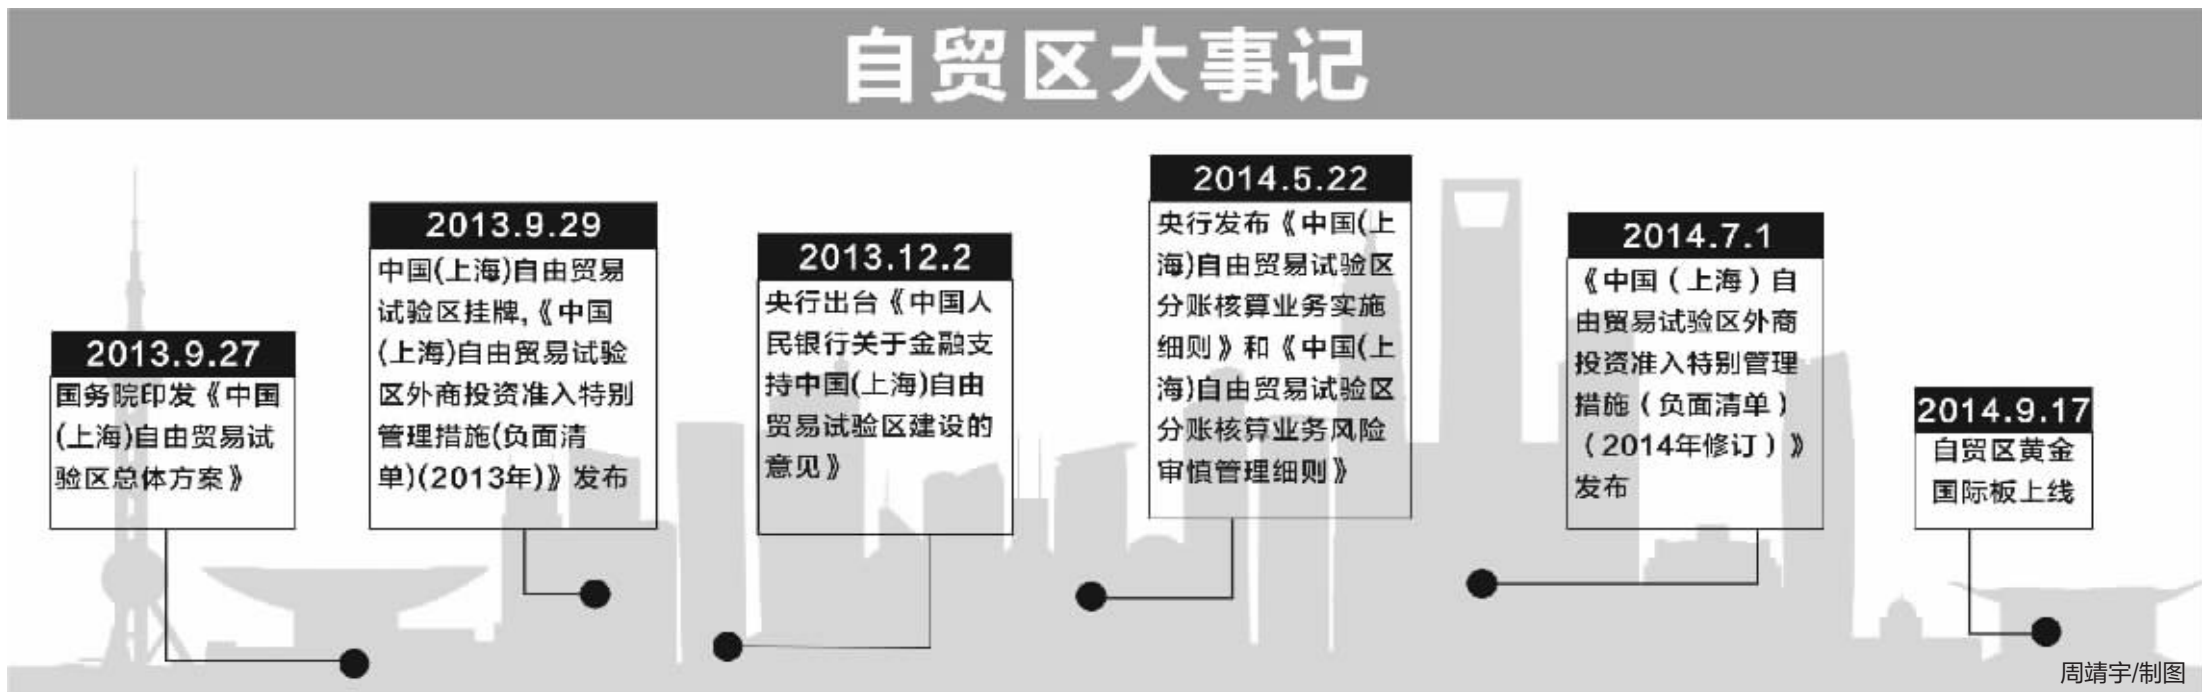 自贸区大事记
2013.9.27
国务院印发《中国
(上海)自由贸易试
验区总体方案》
2013.9.29
中国(上海)自由贸易
试验区挂牌,《中国
(上海)自由贸易试验
区外商投资准入特别
管理措施(负面清
单)(2013年)》发布
2013.12.2
央行出台《中国人
民银行关于金融支
持中国(上海)自由
贸易试验区建设的
意见》
2014.5.22
央行发布《中国(上
海)自由贸易试验区
分账核算业务实施
细则》和《中国(上
海)自由贸易试验区
分账核算业务风险
审慎管理细则》
2014.7.1
《中国（上海）自
由贸易试验区外商
投资准入特别管理
措施（负面清单）
（2014年修订）》
发布
2014.9.17
自贸区黄金
国际板上线
周靖宇/制图